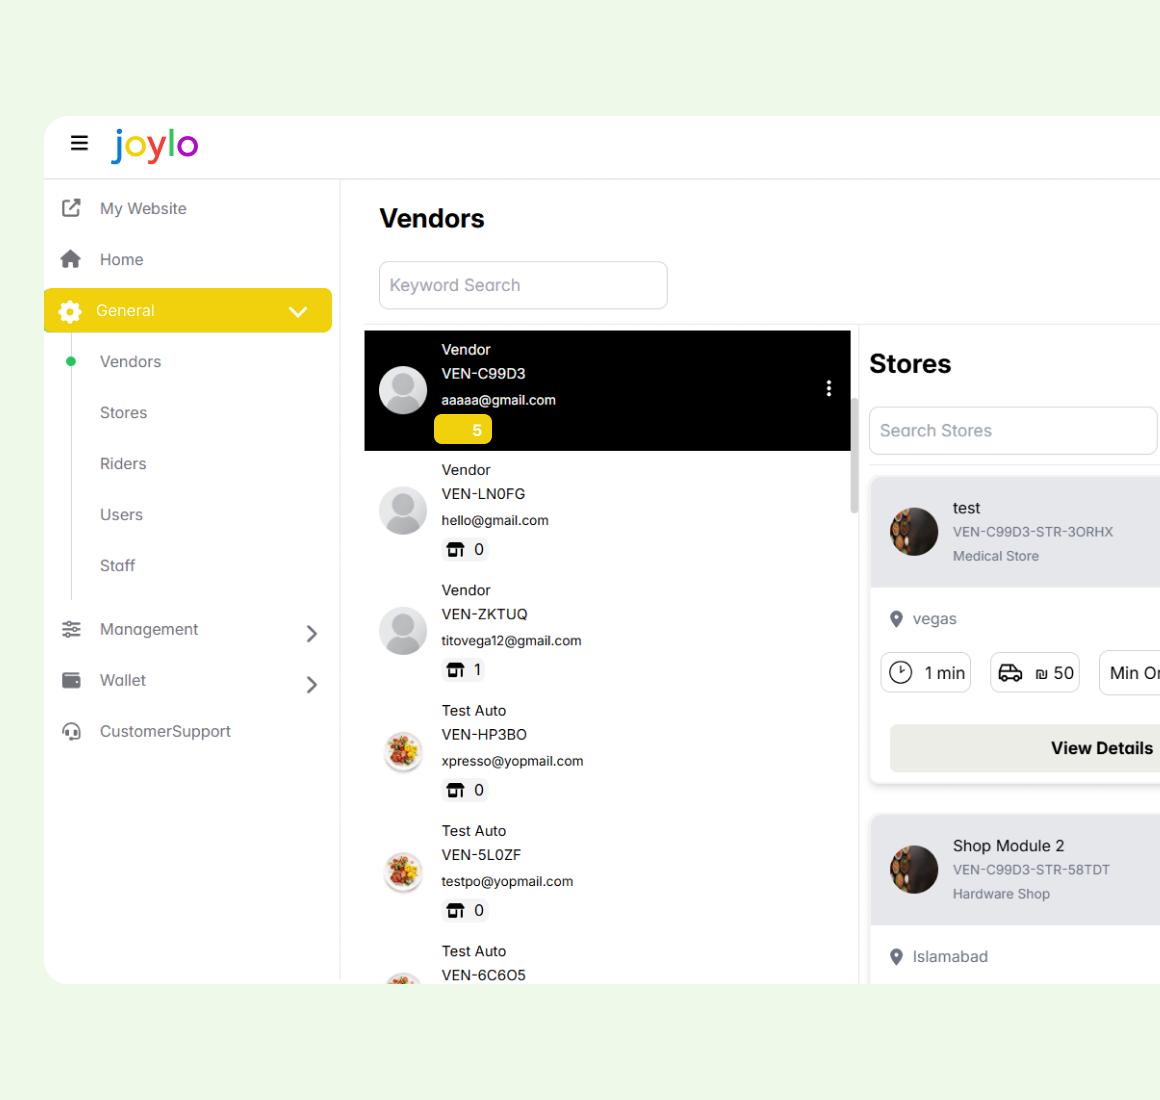 joylo
My Website
Home
General
Vendors
Stores
Riders
Users
Staff
Management
Wallet
CustomerSupport
Vendors
Keyword Search
Vendor
VEN-C99D3
aaaaa@gmail.com
5
Vendor
VEN-LN0FG
hello@gmail.com
0
Vendor
VEN-ZKTUQ
titovega12@gmail.com
1
Test Auto
VEN-HP3BO
xpresso@yopmail.com
0
Test Auto
VEN-5L0ZF
testpo@yopmail.com
0
Test Auto
VEN-6C6O5
Stores
Search Stores
test
VEN-C99D3-STR-3ORHX
Medical Store
vegas
1 min
₪ 50
Min Or
View Details
Shop Module 2
VEN-C99D3-STR-58TDT
Hardware Shop
Islamabad